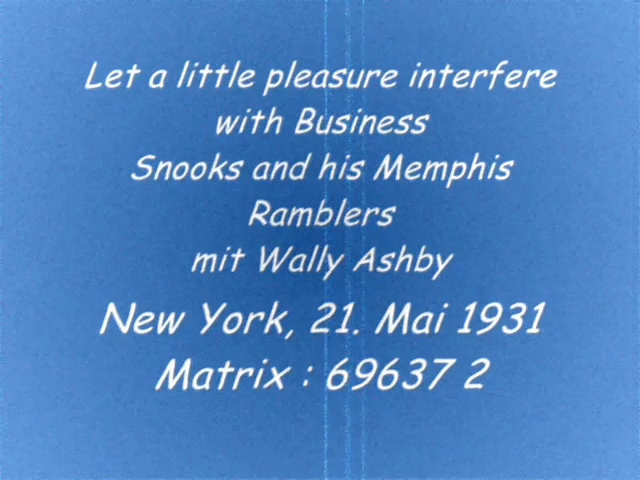 Let a little pleasure interfere
with Business
Snooks and his Memphis
Ramblers
mit Wally Ashby
New York, 21. Mai 1931
Matrix : 69637 2